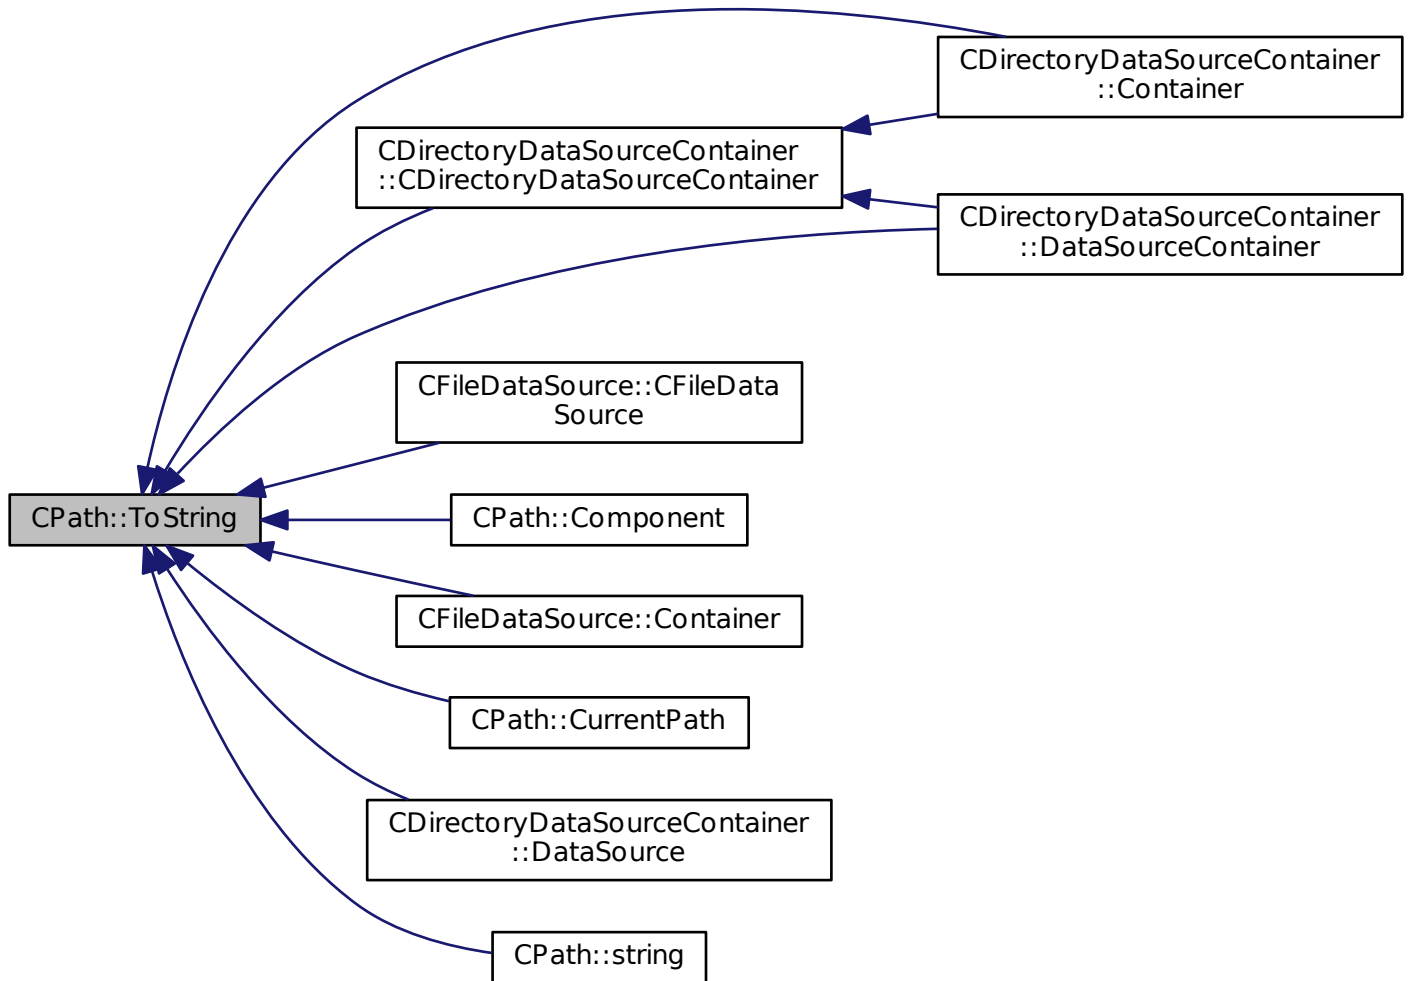 CDirectoryDataSourceContainer
::Container
CDirectoryDataSourceContainer
::CDirectoryDataSourceContainer
CDirectoryDataSourceContainer
::DataSourceContainer
CFileDataSource::CFileData
Source
CPath::ToString
CPath::Component
CFileDataSource::Container
CPath::CurrentPath
CDirectoryDataSourceContainer
::DataSource
CPath::string